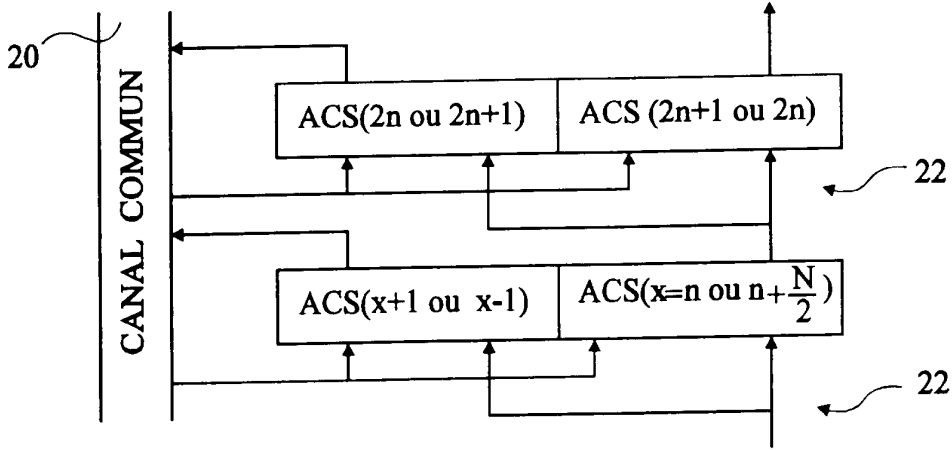 20
CANAL COMMUN
ACS(2n ou 2n+1)
ACS (2n+1 ou 2n)
22
ACS(x+1 ou x-1)
ACS(x=n ou n+N/2)
22